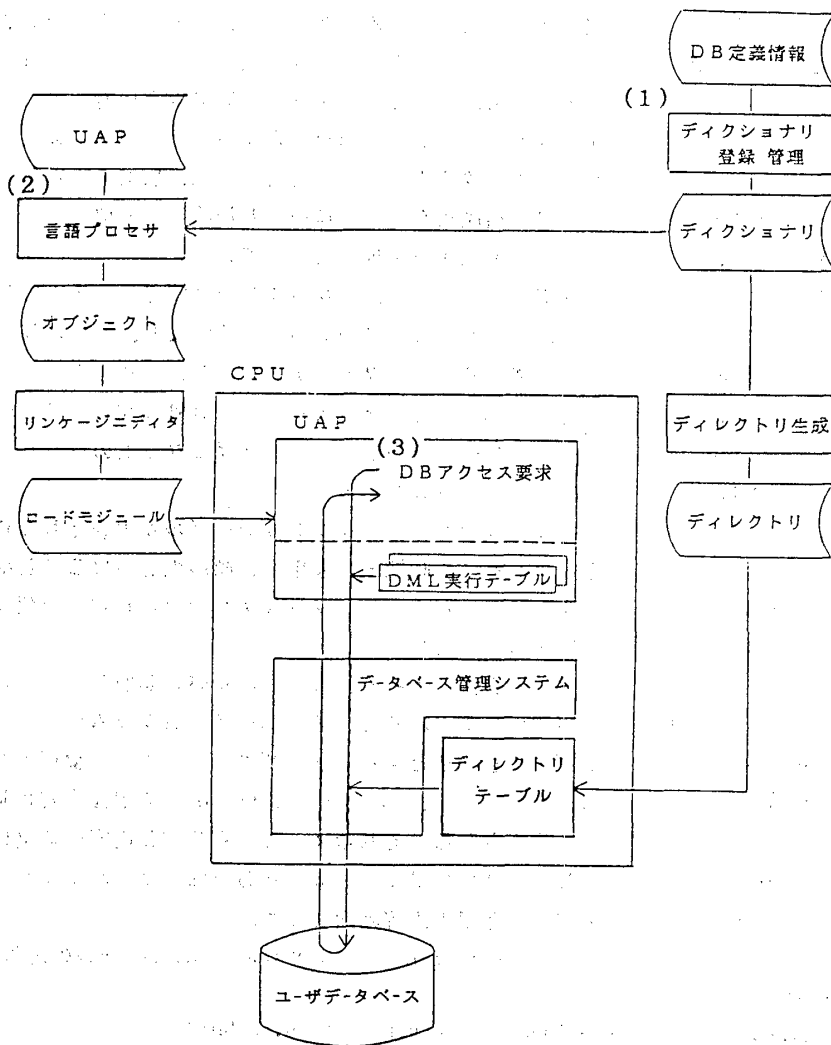 DB定義情報
(1)
ディクショナリ
登録 管理
UAP
(2)
言語プロセサ
ディクショナリ
オブジェクト
CPU
リンケージエディタ
UAP
(3)
DBアクセス要求
ディレクトリ生成
ロードモジュール
ディレクトリ
DML実行テーブル
データベース管理システム
ディレクトリ
テーブル
ユーザデータベース